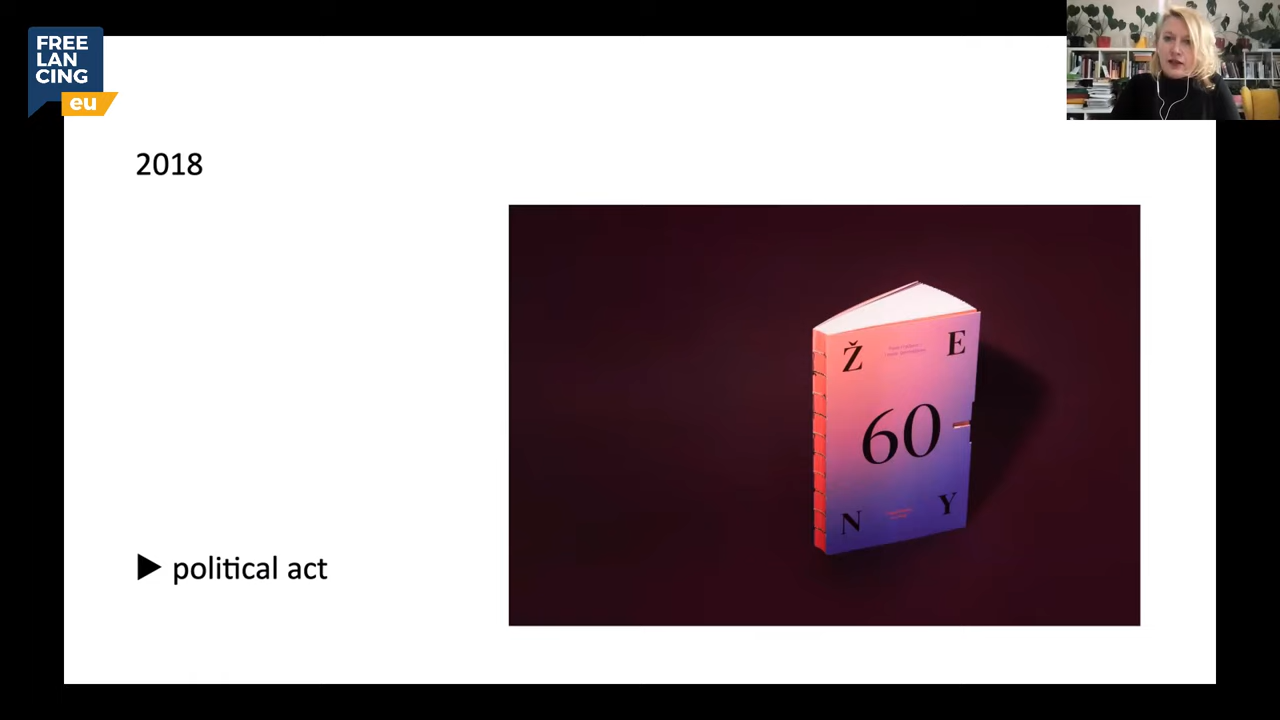 FREE
LAN
CING
eu
2018
Ž E
60
N Y
▶ political act